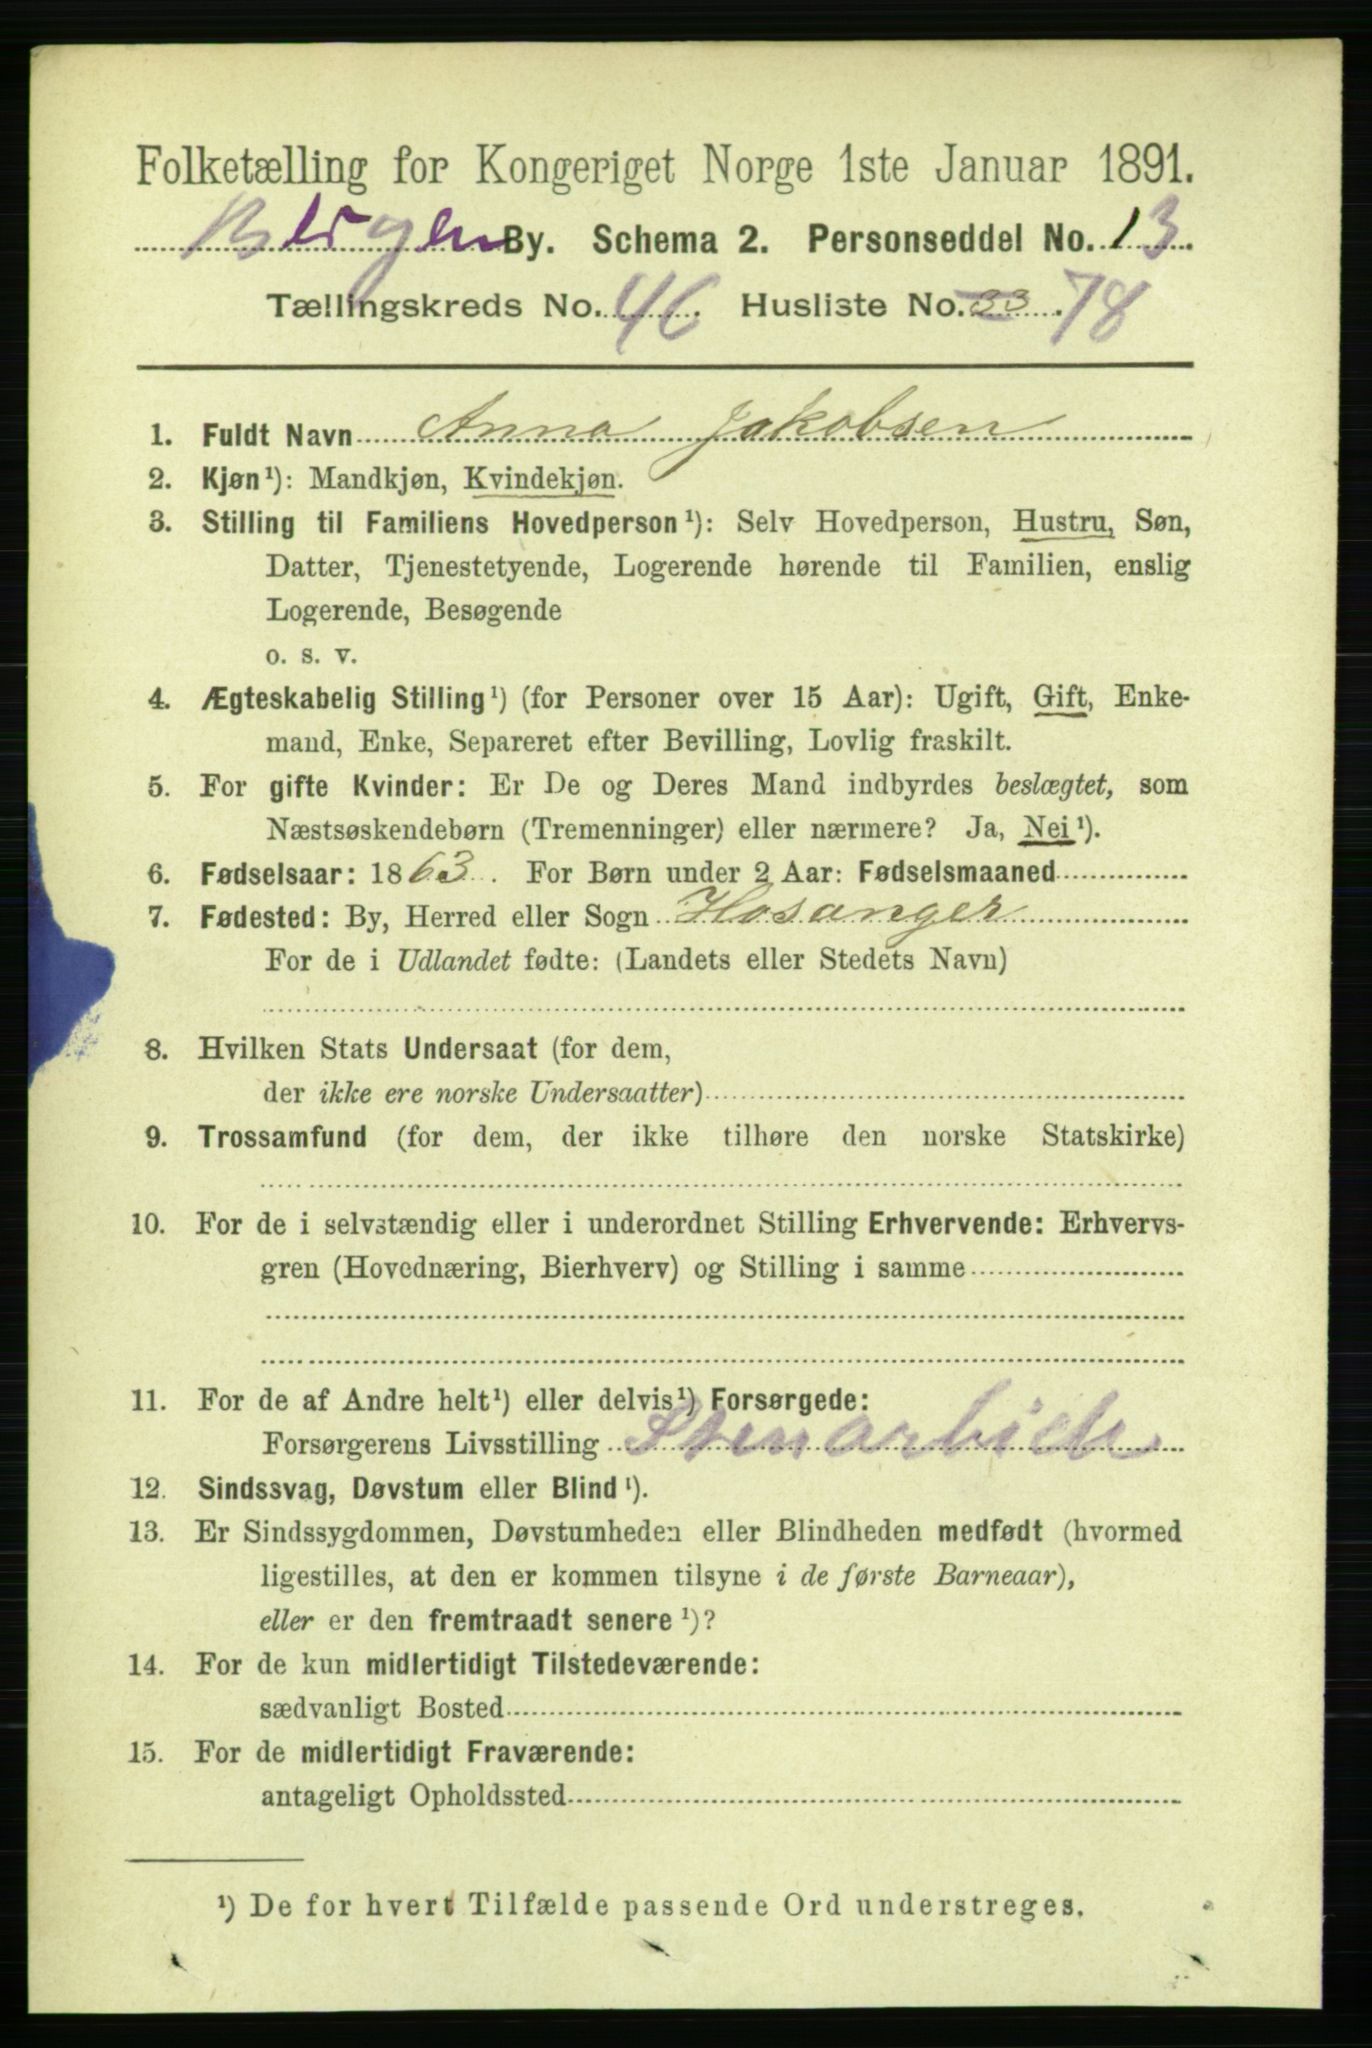 Folketælling for Kongeriget Norge 1ste Januar 1891.
Bergen By. Schema 2. Personseddel No. 13.
Tællingskreds No. 46. Husliste No. 33. 78
1. Fuldt Navn Anna Jakobsen
2. Kjøn¹): Mandkjøn, Kvindekjøn.
3. Stilling til Familiens Hovedperson¹): Selv Hovedperson, Hustru, Søn,
Datter, Tjenestetyende, Logerende hørende til Familien, enslig
Logerende, Besøgende
o. s. v.
4. Ægteskabelig Stilling¹) (for Personer over 15 Aar): Ugift, Gift, Enke-
mand, Enke, Separeret efter Bevilling, Lovlig fraskilt.
5. For gifte Kvinder: Er De og Deres Mand indbyrdes beslægtet, som
Næstsøskendebørn (Tremenninger) eller nærmere? Ja, Nei¹).
6. Fødselsaar: 1863. For Børn under 2 Aar: Fødselsmaaned
7. Fødested: By, Herred eller Sogn Hosanger
For de i Udlandet fødte: (Landets eller Stedets Navn)
8. Hvilken Stats Undersaat (for dem,
der ikke ere norske Undersaatter)
9. Trossamfund (for dem, der ikke tilhøre den norske Statskirke)
10. For de i selvstændig eller i underordnet Stilling Erhvervende: Erhvervs-
gren (Hovednæring, Bierhverv) og Stilling i samme
11. For de af Andre helt¹) eller delvis¹) Forsørgede:
Forsørgerens Livsstilling Stenarbeide
12. Sindssvag, Døvstum eller Blind¹).
13. Er Sindssygdommen, Døvstumheden eller Blindheden medfødt (hvormed
ligestilles, at den er kommen tilsyne i de første Barneaar),
eller er den fremtraadt senere¹)?
14. For de kun midlertidigt Tilstedeværende:
sædvanligt Bosted
15. For de midlertidigt Fraværende:
antageligt Opholdssted
¹) De for hvert Tilfælde passende Ord understreges.